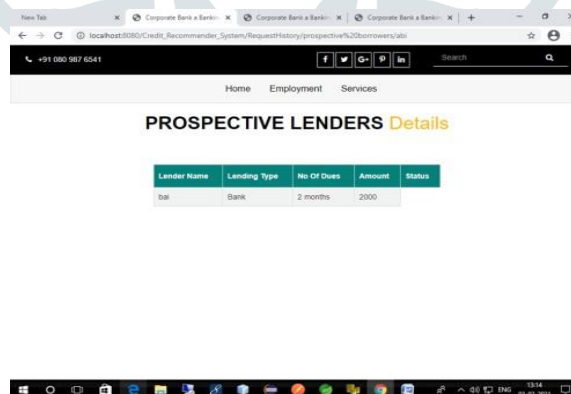 New Tab
Corporate Bank a Bankin
Corporate Bank a Bankin
Corporate Bank a Bankin
localhost:8080/Credit_Recommander_System/RequestHistory/prospective%20borrowers/abi
+91 080 987 6541
f
G+
in
Search
Home Employment Services
PROSPECTIVE LENDERS Details
Lender Name Lending Type No Of Dues Amount Status
bai Bank 2 months 2000
ENG
13:14